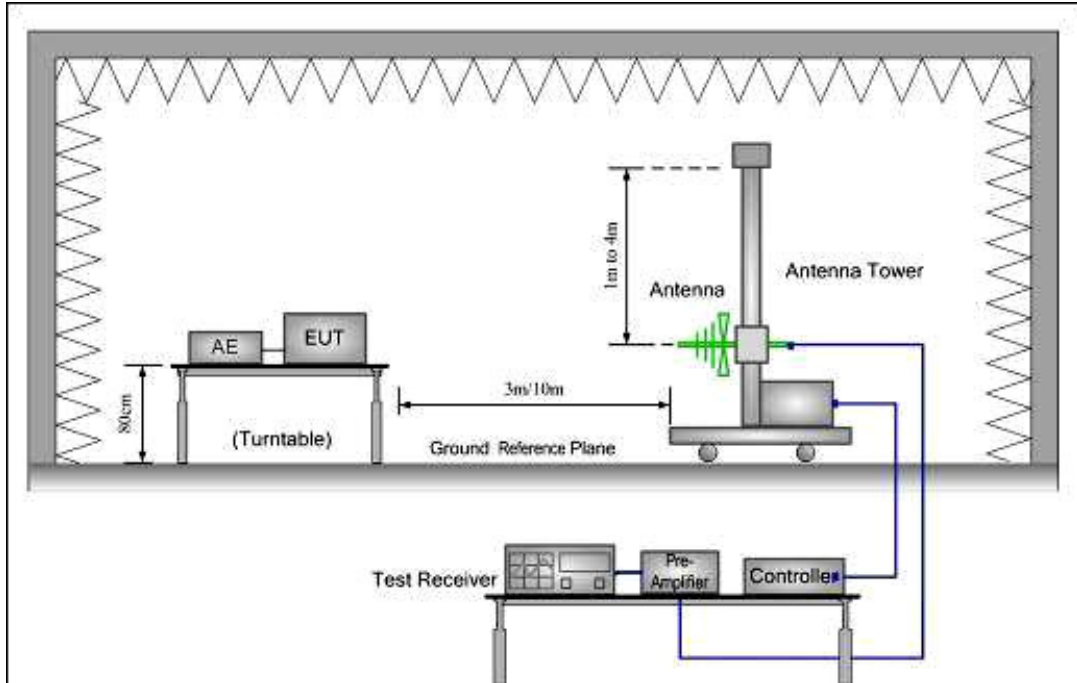 1m to 4m
Antenna Tower
Antenna
AE
EUT
3m/10m
80cm
(Turntable)
Ground Reference Plane
Test Receiver
Pre-
Amplifier
Controlle